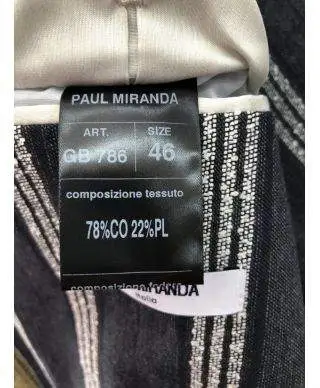 PAUL MIRANDA
ART. SIZE
GB 786 46
composizione tessuto
78%CO 22%PL